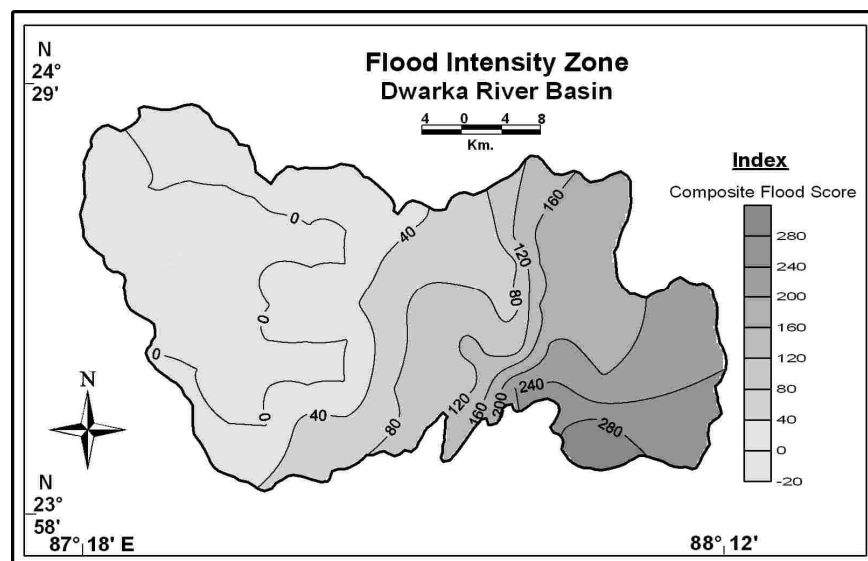 N
24°
29'
Flood Intensity Zone
Dwarka River Basin
4 0 4 8
Km.
Index
Composite Flood Score
280
240
200
160
120
80
40
0
-20
0
40
160
120
80
0
0
0
40
80
120
160
200
240
280
N
N
23°
58'
87° 18' E
88° 12'